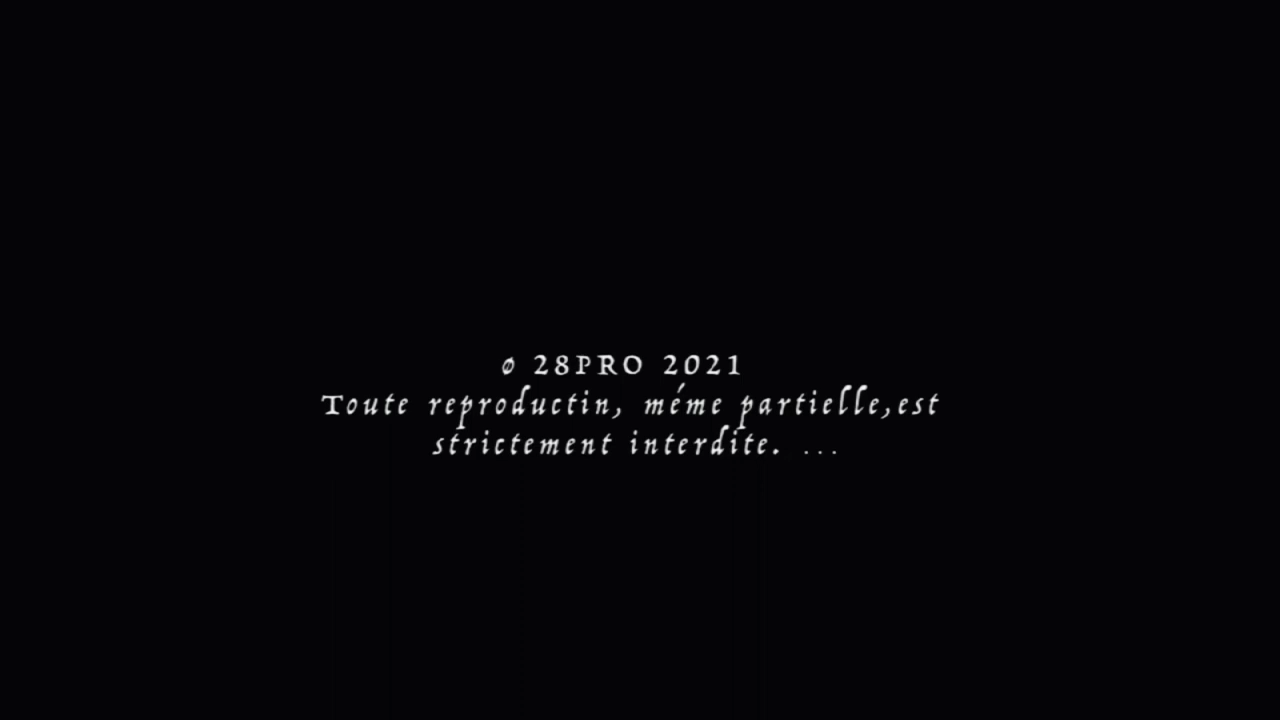 ø 28PRO 2021
Toute reproductin, méme partielle,est
strictement interdite. ...